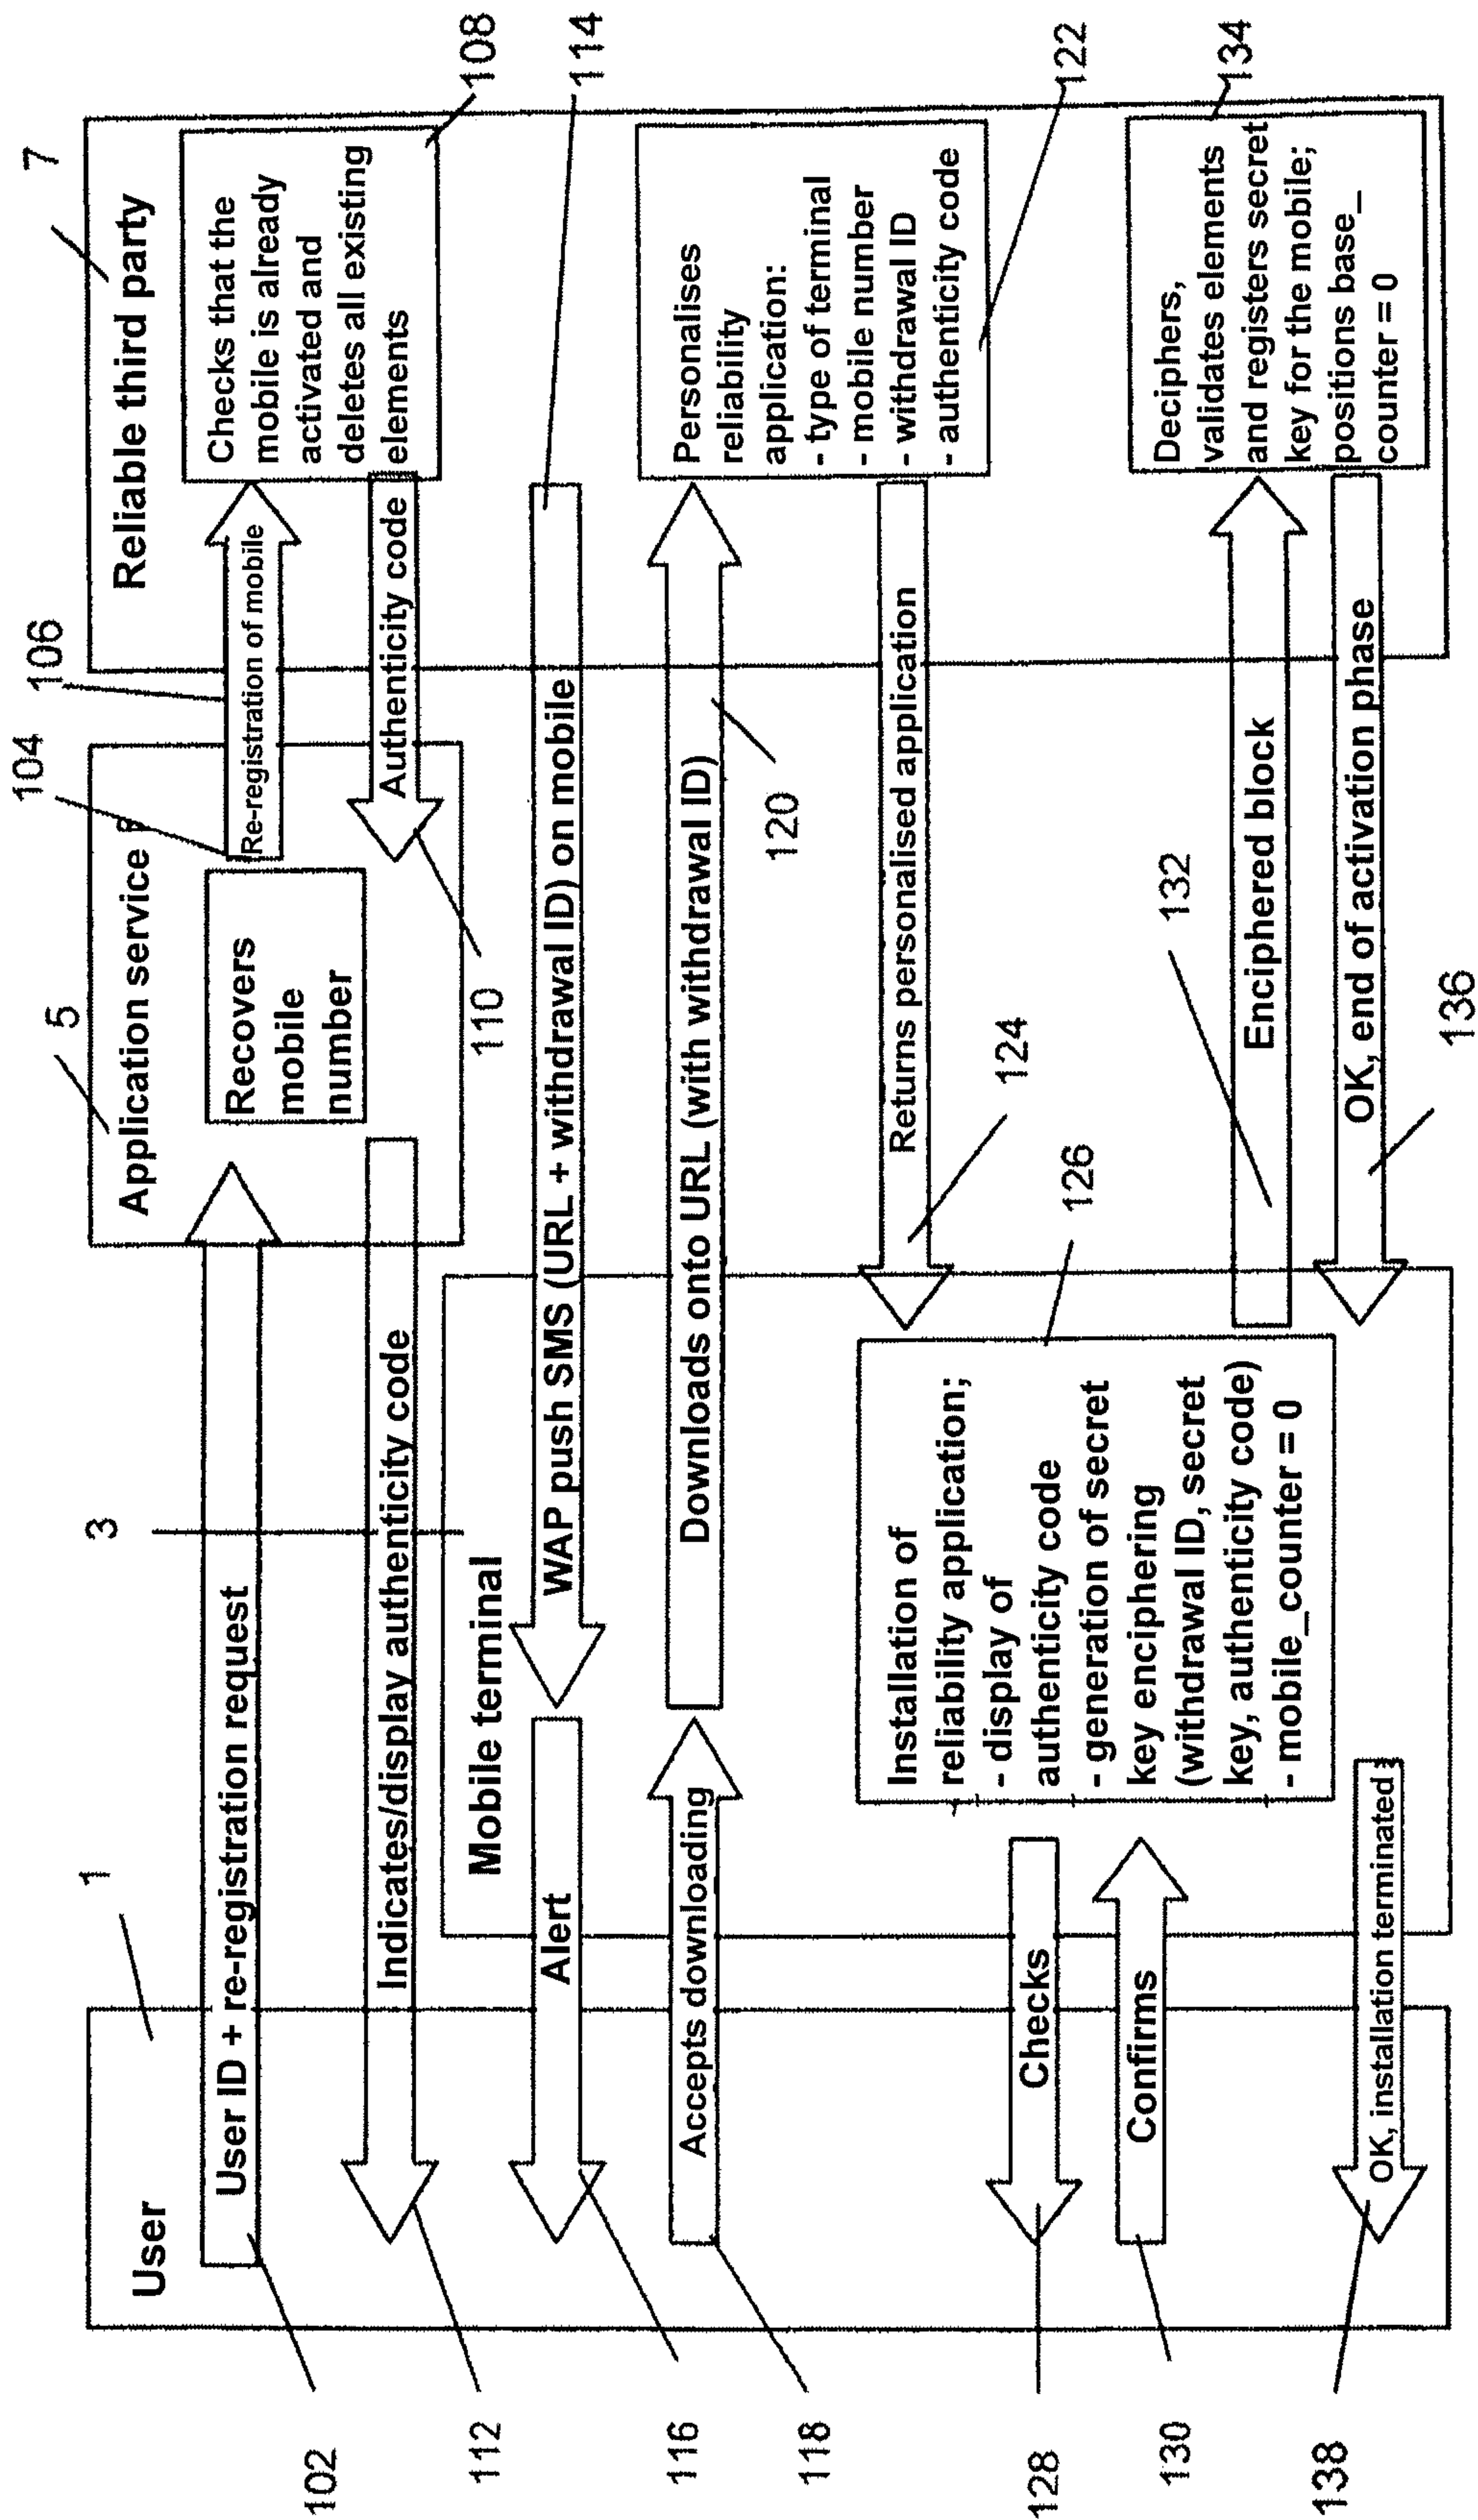 User
1
Application service
5
Reliable third party
7
User ID + re-registration request
102
Recovers
mobile
number
104
Re-registration of mobile
106
Checks that the
mobile is already
activated and
deletes all existing
elements
108
Authenticity code
110
Indicates/display authenticity code
112
3
Mobile terminal
WAP push SMS (URL + withdrawal ID) on mobile
114
Alert
116
Accepts downloading
118
Downloads onto URL (with withdrawal ID)
120
Personalises
reliability
application:
- type of terminal
- mobile number
- withdrawal ID
- authenticity code
122
Returns personalised application
124
Installation of
reliability application;
- display of
authenticity code
- generation of secret
key enciphering
(withdrawal ID, secret
key, authenticity code)
- mobile_counter = 0
126
Checks
128
Confirms
130
Enciphered block
132
Deciphers,
validates elements
and registers secret
key for the mobile;
positions base_
counter = 0
134
OK, end of activation phase
136
OK, installation terminated
138